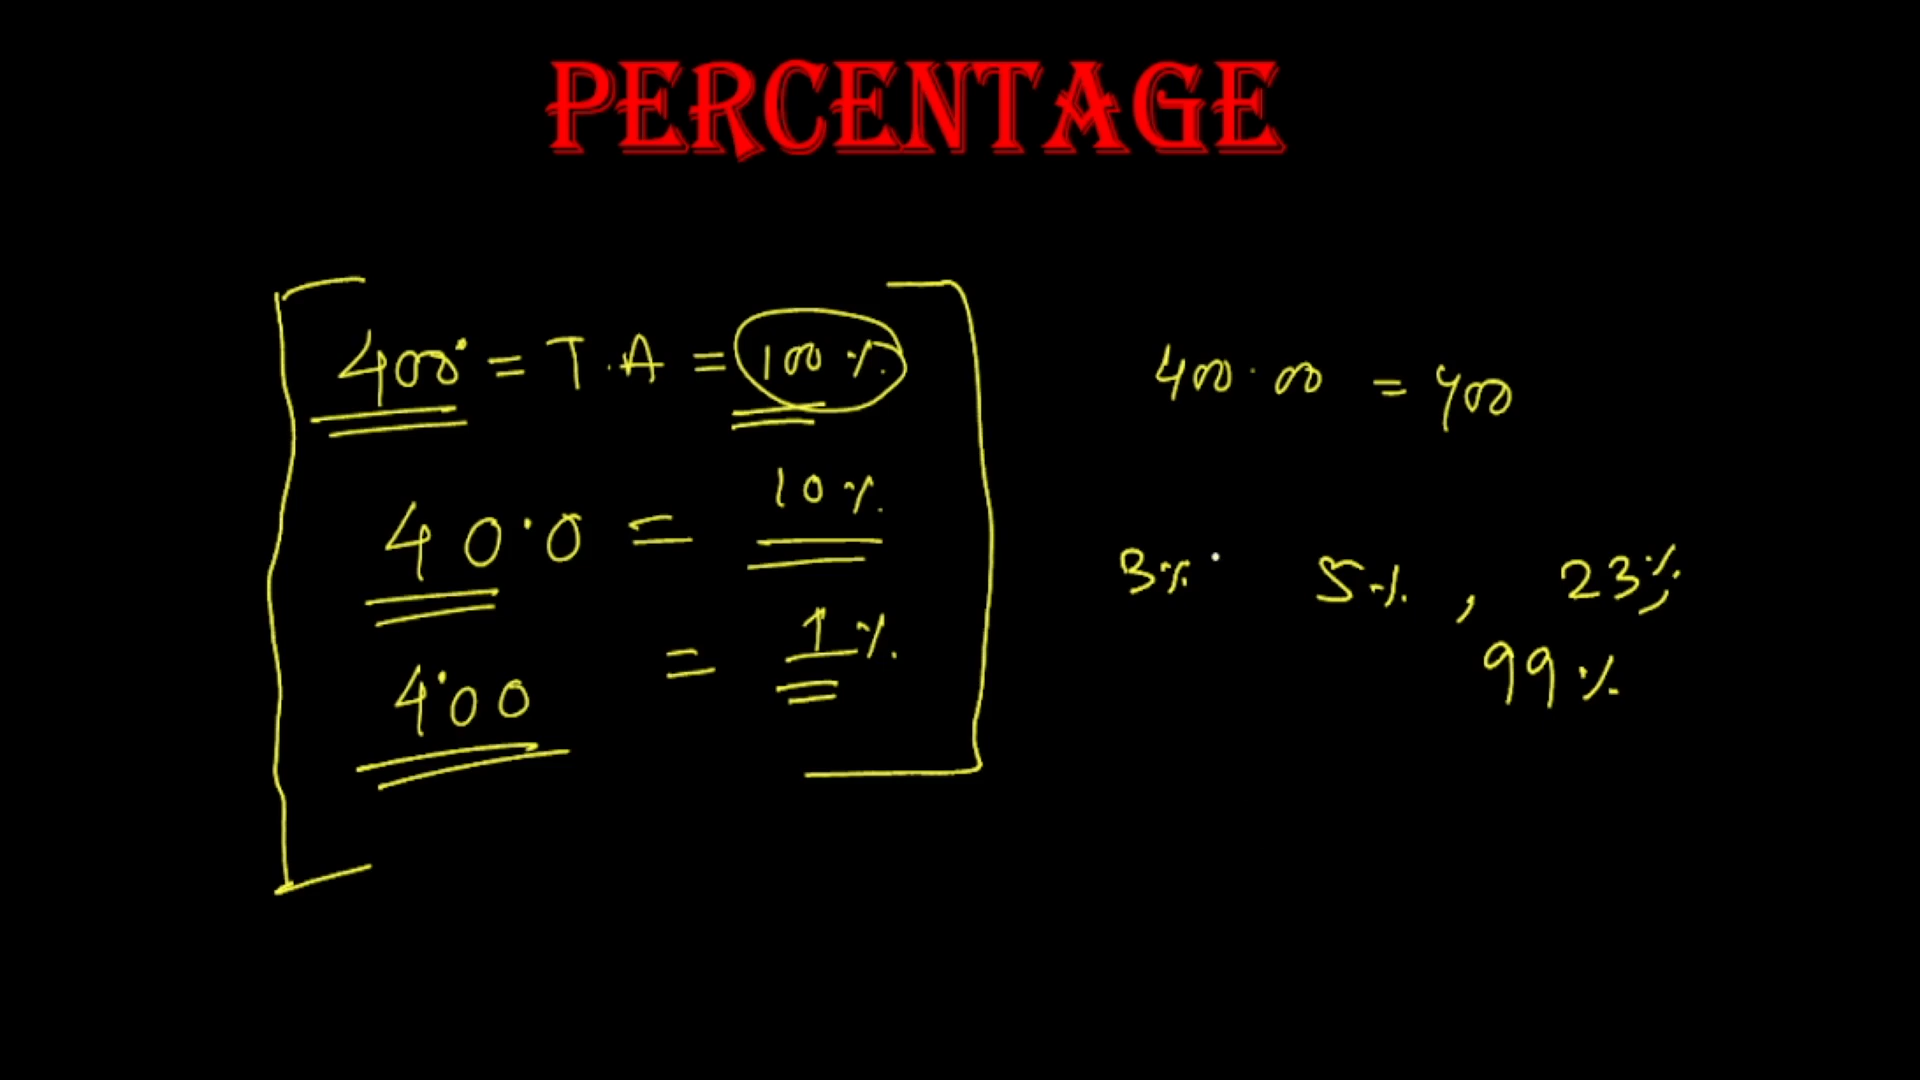 PERCENTAGE
400. = T.A = 100%
400.00 = 400
40.0 = 10%
4.00 = 1%
3%. 5%, 23%,
99%